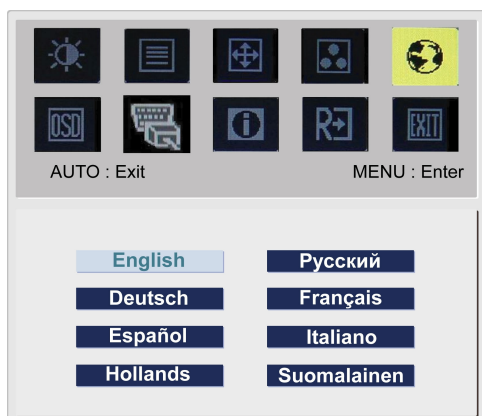 OSD
R
EXIT
AUTO : Exit MENU : Enter
English Русский
Deutsch Français
Español Italiano
Hollands Suomalainen